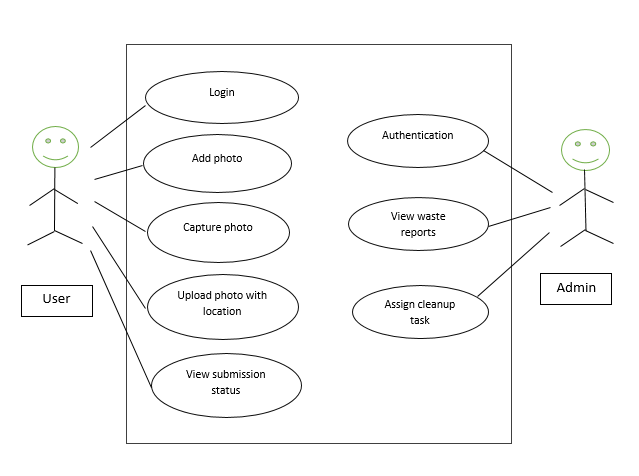 Login
Add photo
Capture photo
Upload photo with
location
View submission
status
Authentication
View waste
reports
Assign cleanup
task
User
Admin